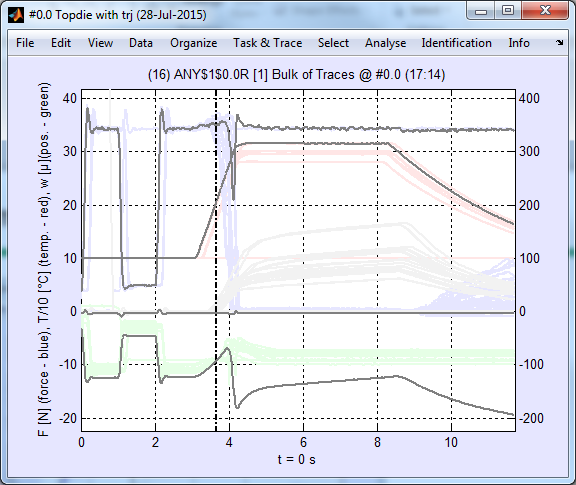 #0.0 Topdie with trj (28-Jul-2015)
File Edit View Data Organize Task & Trace Select Analyse Identification Info
(16) ANY$1$0.0R [1] Bulk of Traces @ #0.0 (17:14)
F [N] (force - blue), T/10 [°C] (temp. - red), w [µ](pos. - green)
40
30
20
10
0
-10
-20
400
300
200
100
0
-100
-200
0 2 4 6 8 10
t = 0 s